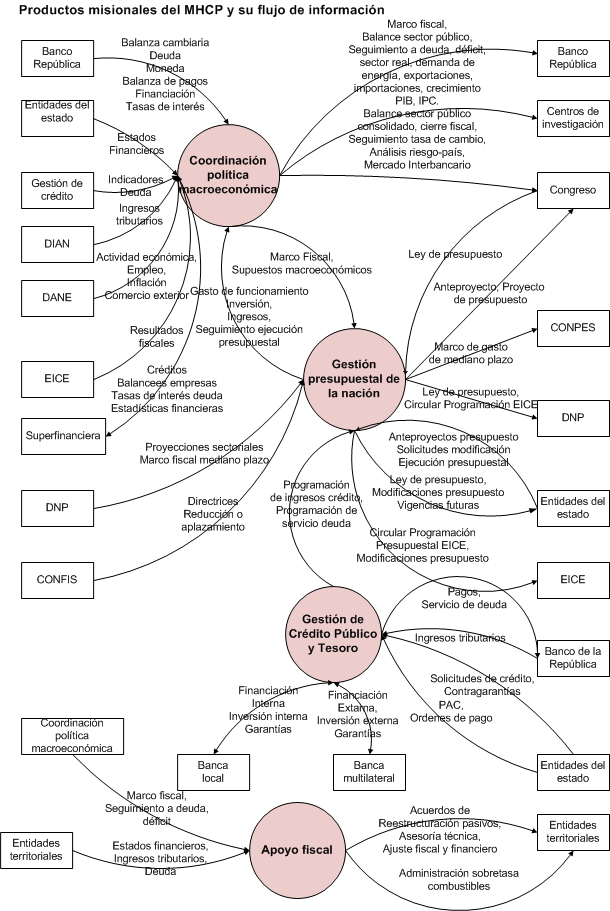 Productos misionales del MHCP y su flujo de información
Banco
República
Entidades del
estado
Gestión de
crédito
DIAN
DANE
EICE
Superfinanciera
DNP
CONFIS
Balanza cambiaria
Deuda
Moneda
Balanza de pagos
Financiación
Tasas de interés
Estados
Financieros
Indicadores
Deuda
Ingresos
tributarios
Actividad económica,
Empleo,
Inflación
Comercio exterior
Resultados
fiscales
Créditos
Balancees empresas
Tasas de interés deuda
Estadísticas financieras
Proyecciones sectoriales
Marco fiscal mediano plazo
Directrices
Reducción o
aplazamiento
Coordinación
política
macroeconómica
Marco fiscal,
Balance sector público,
Seguimiento a deuda, déficit,
sector real, demanda de
energía, exportaciones,
importaciones, crecimiento
PIB, IPC.
Balance sector público
consolidado, cierre fiscal,
Seguimiento tasa de cambio,
Análisis riesgo-país,
Mercado Interbancario
Banco
República
Centros de
investigación
Congreso
Marco Fiscal,
Supuestos macroeconómicos
Gasto de funcionamiento
Inversión,
Ingresos,
Seguimiento ejecución
presupuestal
Gestión
presupuestal de
la nación
Ley de presupuesto
Anteproyecto, Proyecto
de presupuesto
Marco de gasto
de mediano plazo
CONPES
Ley de presupuesto,
Circular Programación EICE
DNP
Anteproyectos presupuesto
Solicitudes modificación
Ejecución presupuestal
Ley de presupuesto,
Modificaciones presupuesto
Vigencias futuras
Entidades del
estado
Circular Programación
Presupuestal EICE,
Modificaciones presupuesto
EICE
Programación
de ingresos crédito,
Programación de
servicio deuda
Gestión de
Crédito Público
y Tesoro
Pagos,
Servicio de deuda
Ingresos tributarios
Banco de la
República
Solicitudes de crédito,
Contragarantías
PAC,
Ordenes de pago
Entidades del
estado
Financiación
Interna
Inversión interna
Garantías
Financiación
Externa,
Inversión externa
Garantías
Banca
local
Banca
multilateral
Coordinación
política
macroeconómica
Entidades
territoriales
Marco fiscal,
Seguimiento a deuda,
déficit
Estados financieros,
Ingresos tributarios,
Deuda
Apoyo fiscal
Acuerdos de
Reestructuración pasivos,
Asesoría técnica,
Ajuste fiscal y financiero
Administración sobretasa
combustibles
Entidades
territoriales